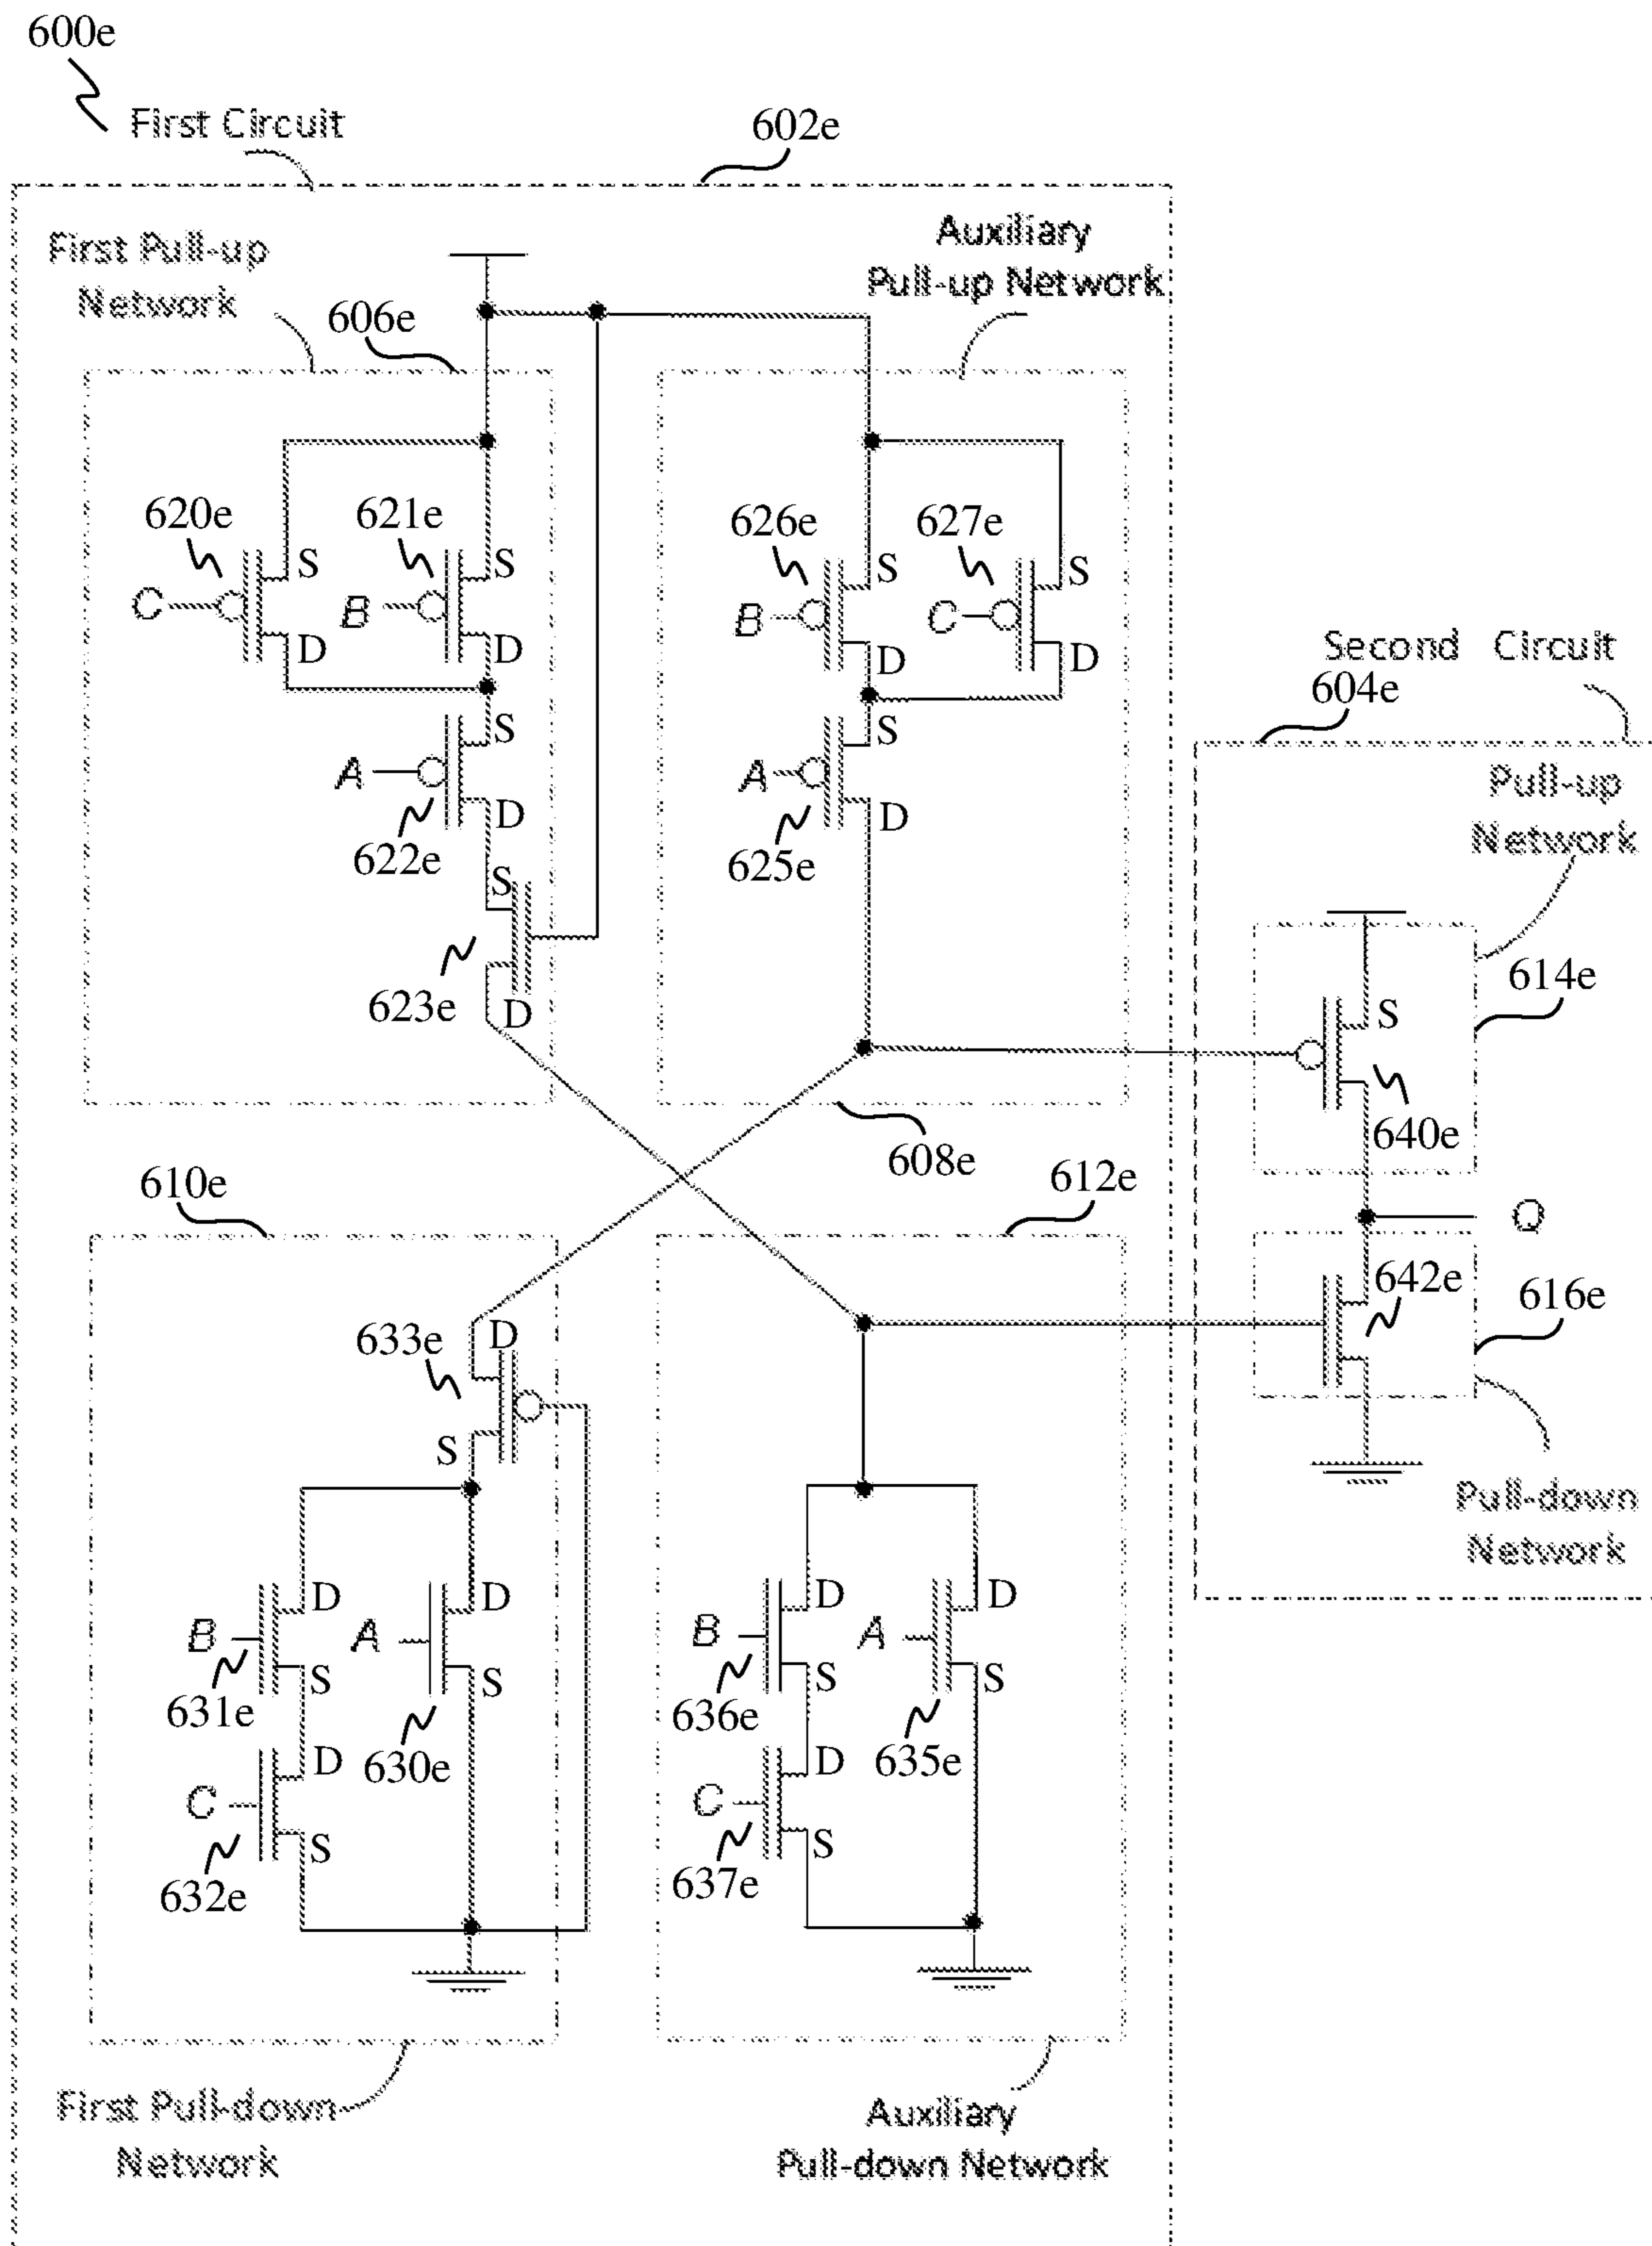 600e
First Circuit
602e
First Pull-up
Network
Auxiliary
Pull-up Network
606e
620e
621e
626e
627e
S
S
S
S
C
B
B
C
D
D
D
D
Second Circuit
604e
S
S
A
A
Pull-up
Network
D
D
622e
625e
S
623e
D
614e
S
640e
608e
610e
612e
Q
642e
616e
633e
D
S
Pull-down
Network
D
D
D
D
B
A
B
A
S
S
S
S
631e
636e
630e
635e
D
D
C
C
S
S
632e
637e
First Pull-down
Network
Auxiliary
Pull-down Network